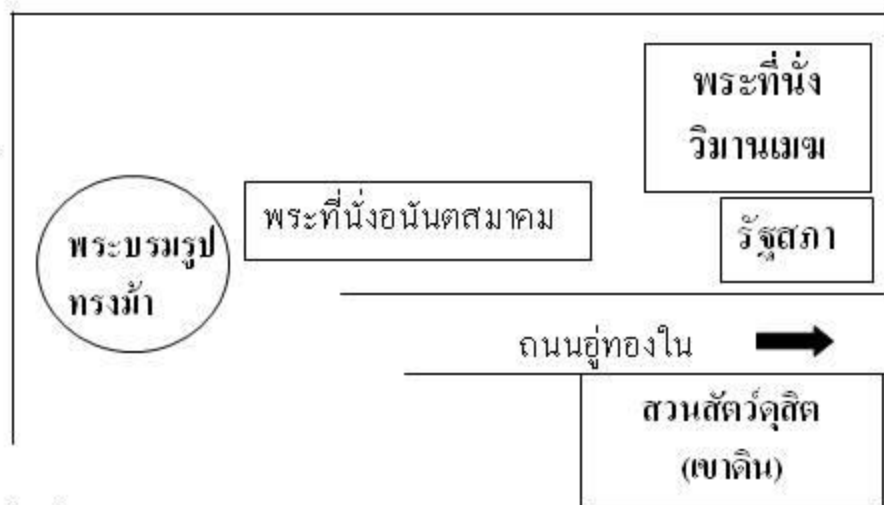 พระที่นั่ง
วิมานเมฆ
พระที่นั่งอนันตสมาคม
รัฐสภา
พระบรมรูป
ทรงม้า
ถนนอู่ทองใน
สวนสัตว์ดุสิต
(เขาดิน)